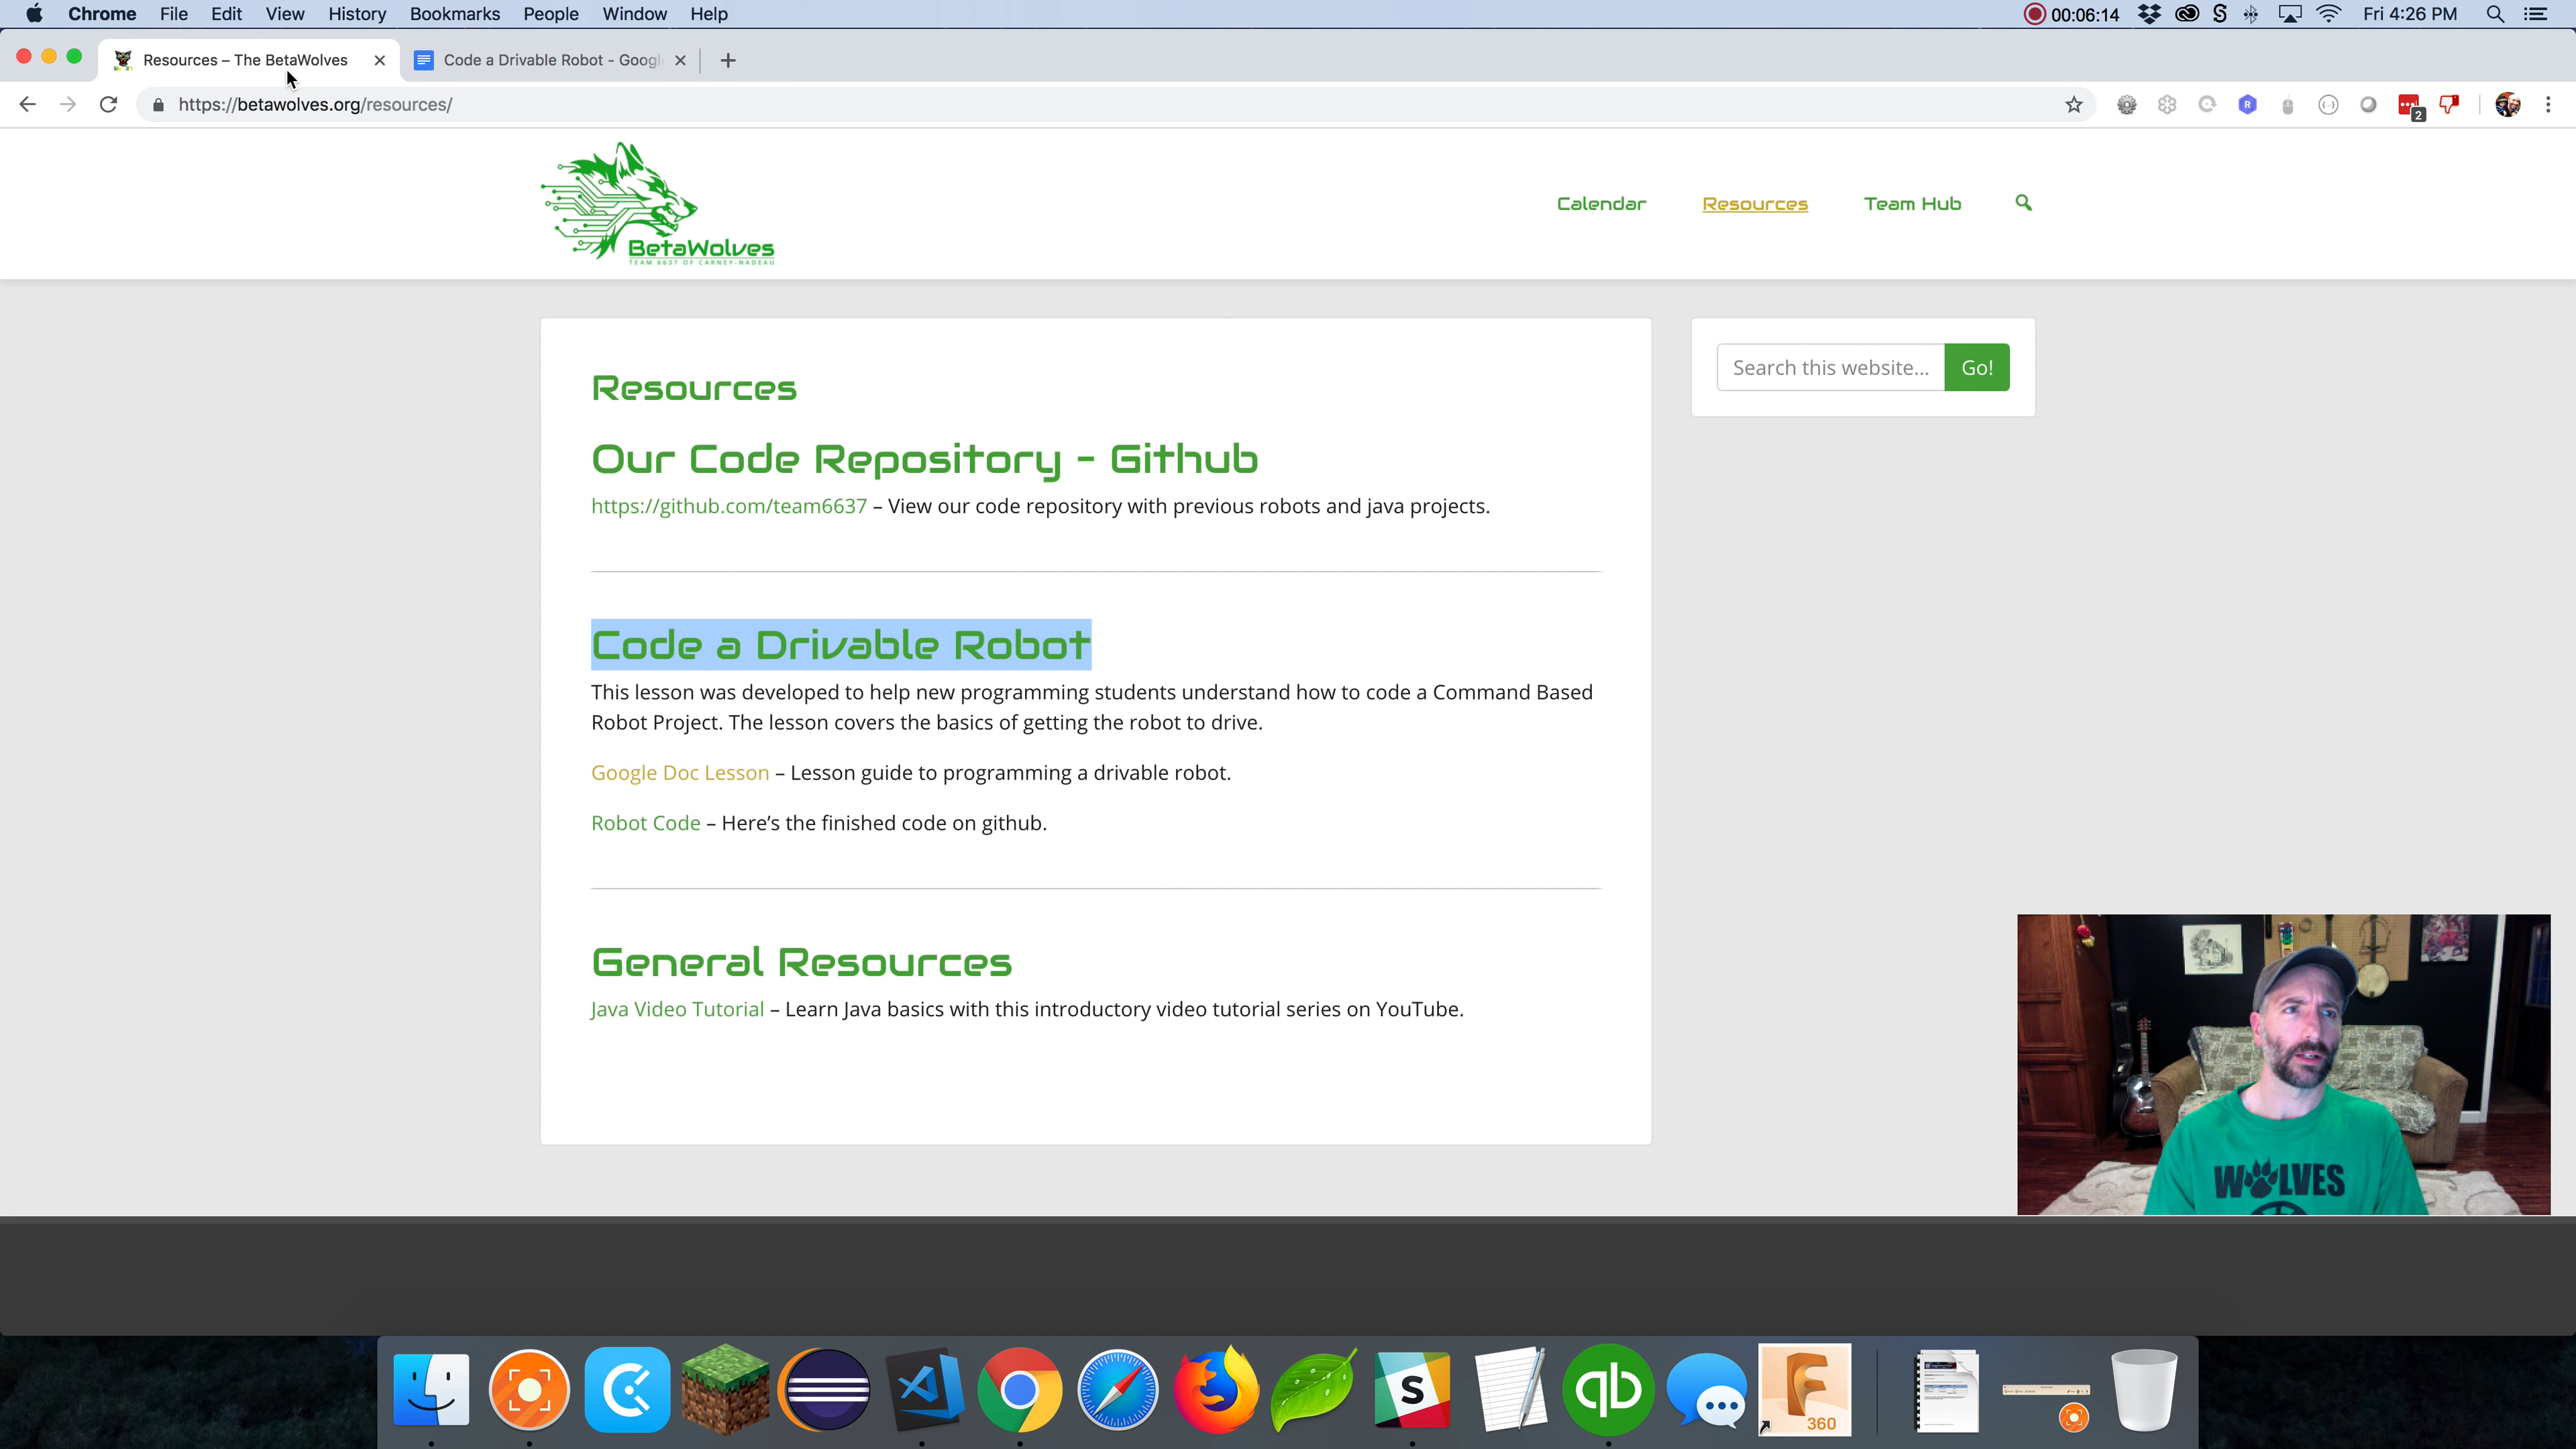 Chrome File Edit View History Bookmarks People Window Help 00:06:14 Fri 4:26 PM
Resources – The BetaWolves Code a Drivable Robot - Googl
https://betawolves.org/resources/
2
BetaWolves
TEAM 6637 OF CARNEY-NADEAU
Calendar Resources Team Hub
Search this website... Go!
Resources
Our Code Repository - Github
https://github.com/team6637 – View our code repository with previous robots and java projects.
Code a Drivable Robot
This lesson was developed to help new programming students understand how to code a Command Based
Robot Project. The lesson covers the basics of getting the robot to drive.
Google Doc Lesson – Lesson guide to programming a drivable robot.
Robot Code – Here’s the finished code on github.
General Resources
Java Video Tutorial – Learn Java basics with this introductory video tutorial series on YouTube.
WOLVES
S
qb
F
360